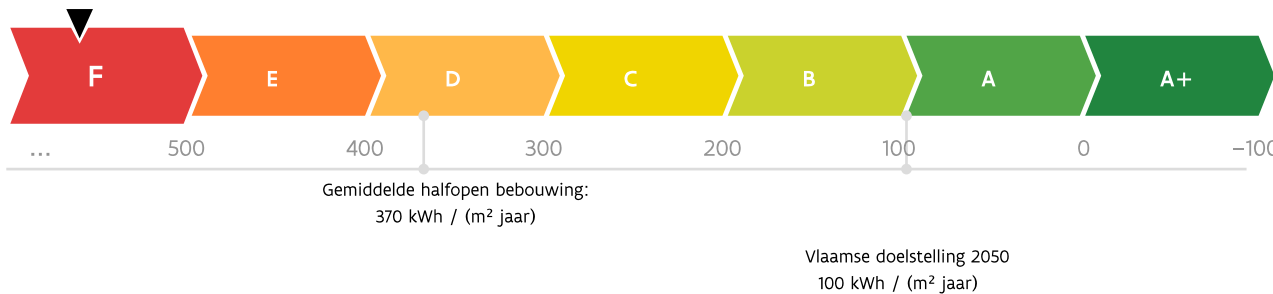 F E D C B A A+
... 500 400 300 200 100 0 −100
Gemiddelde halfopen bebouwing:
370 kWh / (m² jaar)
Vlaamse doelstelling 2050
100 kWh / (m² jaar)